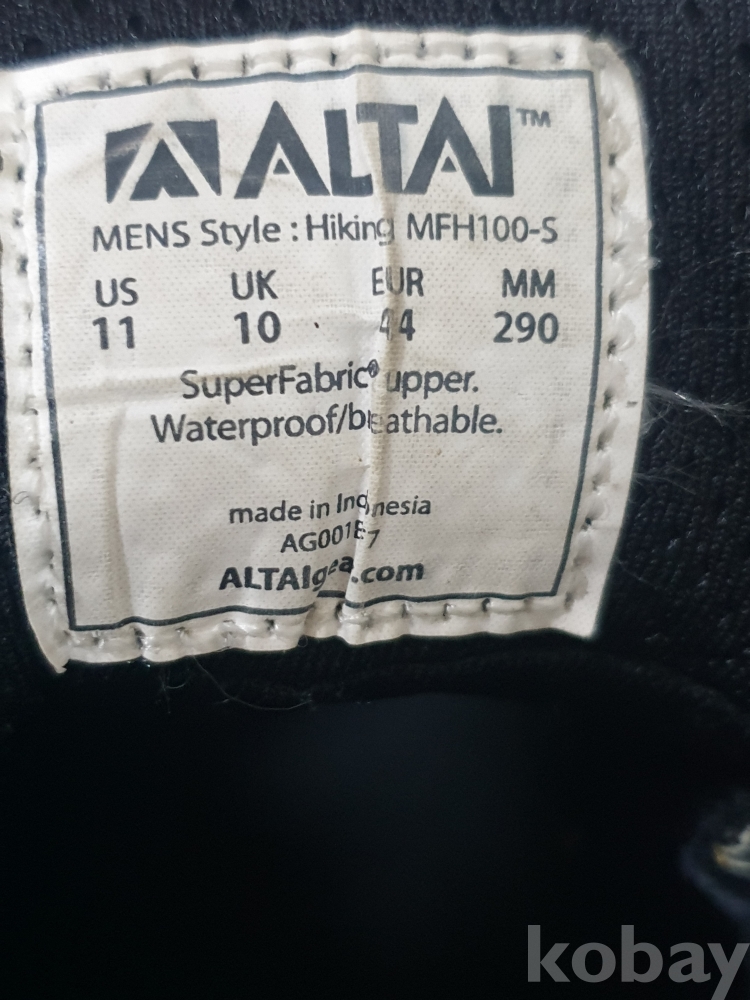 ALTAI™
MENS Style : Hiking MFH100-S
US UK EUR MM
11 10 44 290
SuperFabric® upper.
Waterproof/breathable.
made in Indonesia
ALTAIgear.com
kobay